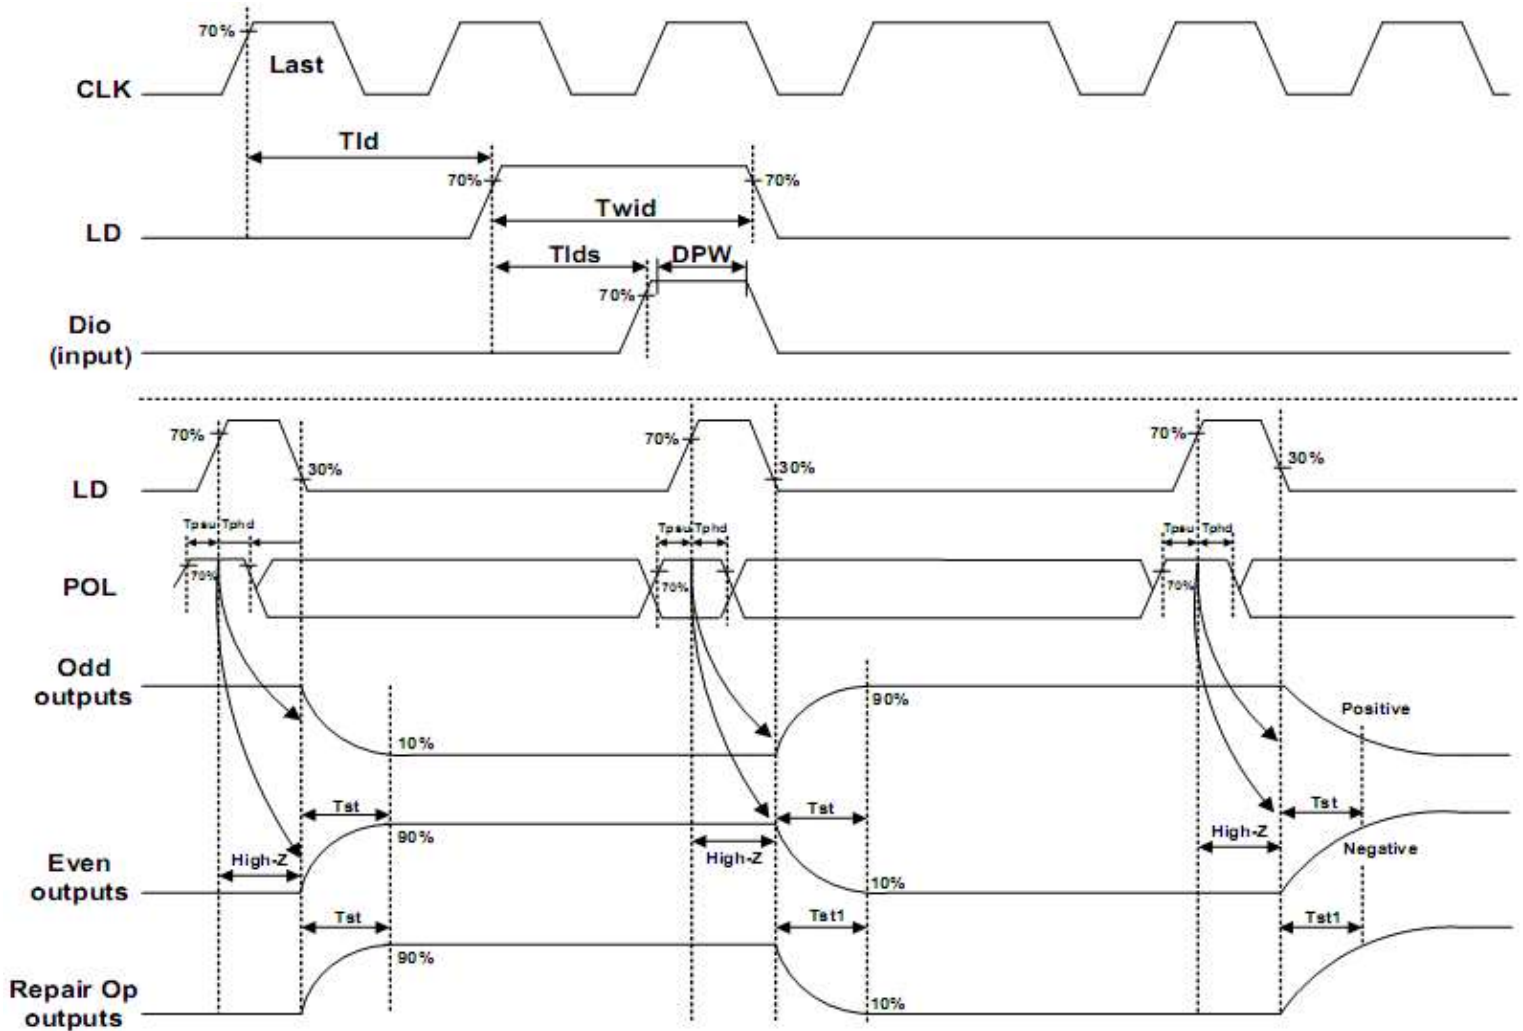 70%
Last
CLK
Tld
70%
70%
Twid
LD
Tlds
DPW
70%
Dio
(input)
70%
30%
70%
30%
70%
30%
LD
Tpsu
Tphd
Tpsu
Tphd
Tpsu
Tphd
70%
70%
70%
POL
Odd
outputs
10%
90%
Positive
Tst
Tst
Tst
90%
High-Z
High-Z
High-Z
Negative
Even
outputs
10%
Tst
Tst1
Tst1
90%
Repair Op
outputs
10%